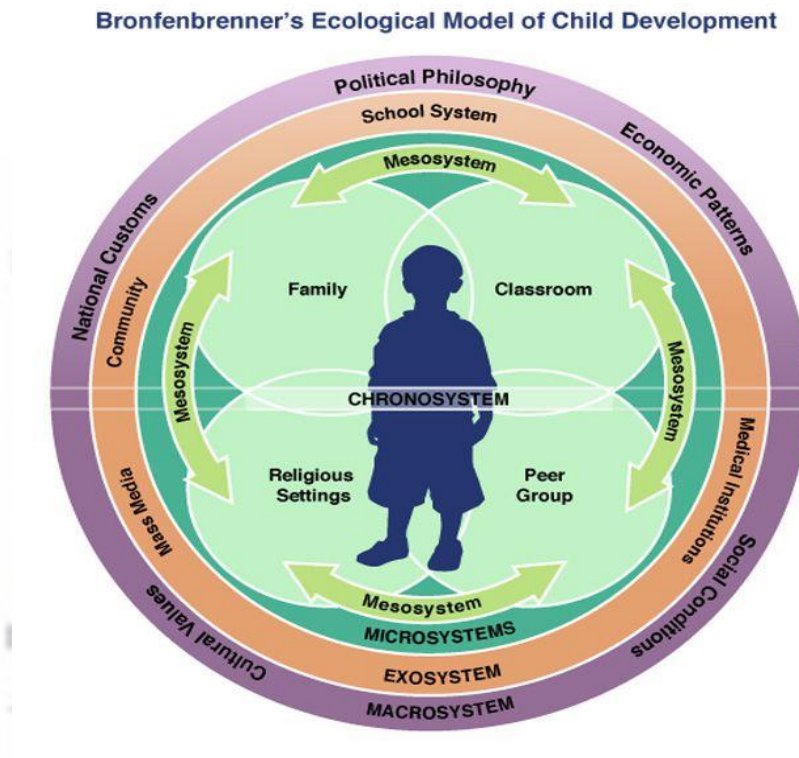 Bronfenbrenner's Ecological Model of Child Development
Political Philosophy
School System
Economic Patterns
Mesosystem
National Customs
Community
Family
Classroom
Mesosystem
Mesosystem
CHRONOSYSTEM
Religious
Settings
Peer
Group
Medical Institutions
Mass Media
Social Conditions
Cultural Values
Mesosystem
MICROSYSTEMS
EXOSYSTEM
MACROSYSTEM